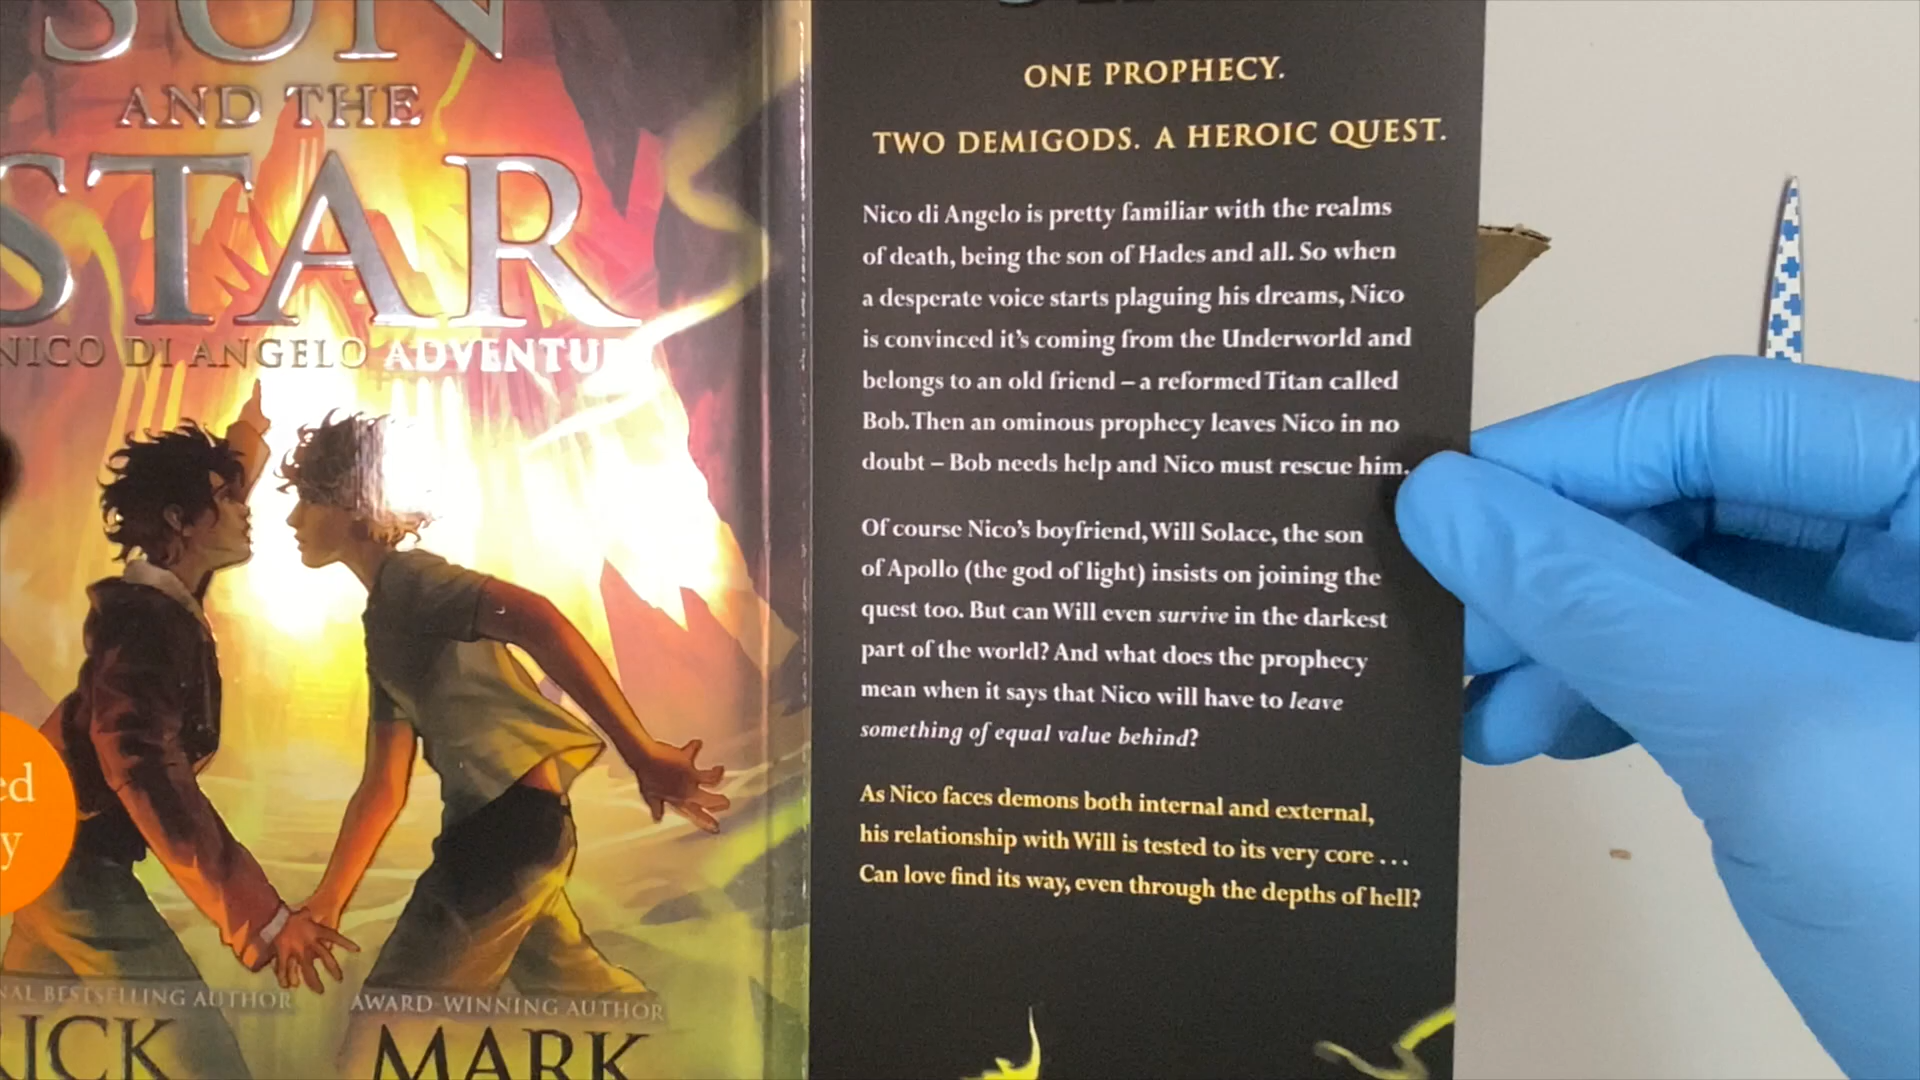 SUN
AND THE
STAR
NICO DI ANGELO ADVENTU
NAL BESTSELLING AUTHOR
RICK
AWARD-WINNING AUTHOR
MARK
ed
y
ONE PROPHECY.
TWO DEMIGODS. A HEROIC QUEST.
Nico di Angelo is pretty familiar with the realms
of death, being the son of Hades and all. So when
a desperate voice starts plaguing his dreams, Nico
is convinced it's coming from the Underworld and
belongs to an old friend – a reformed Titan called
Bob. Then an ominous prophecy leaves Nico in no
doubt – Bob needs help and Nico must rescue him.
Of course Nico's boyfriend, Will Solace, the son
of Apollo (the god of light) insists on joining the
quest too. But can Will even survive in the darkest
part of the world? And what does the prophecy
mean when it says that Nico will have to leave
something of equal value behind?
As Nico faces demons both internal and external,
his relationship with Will is tested to its very core ...
Can love find its way, even through the depths of hell?